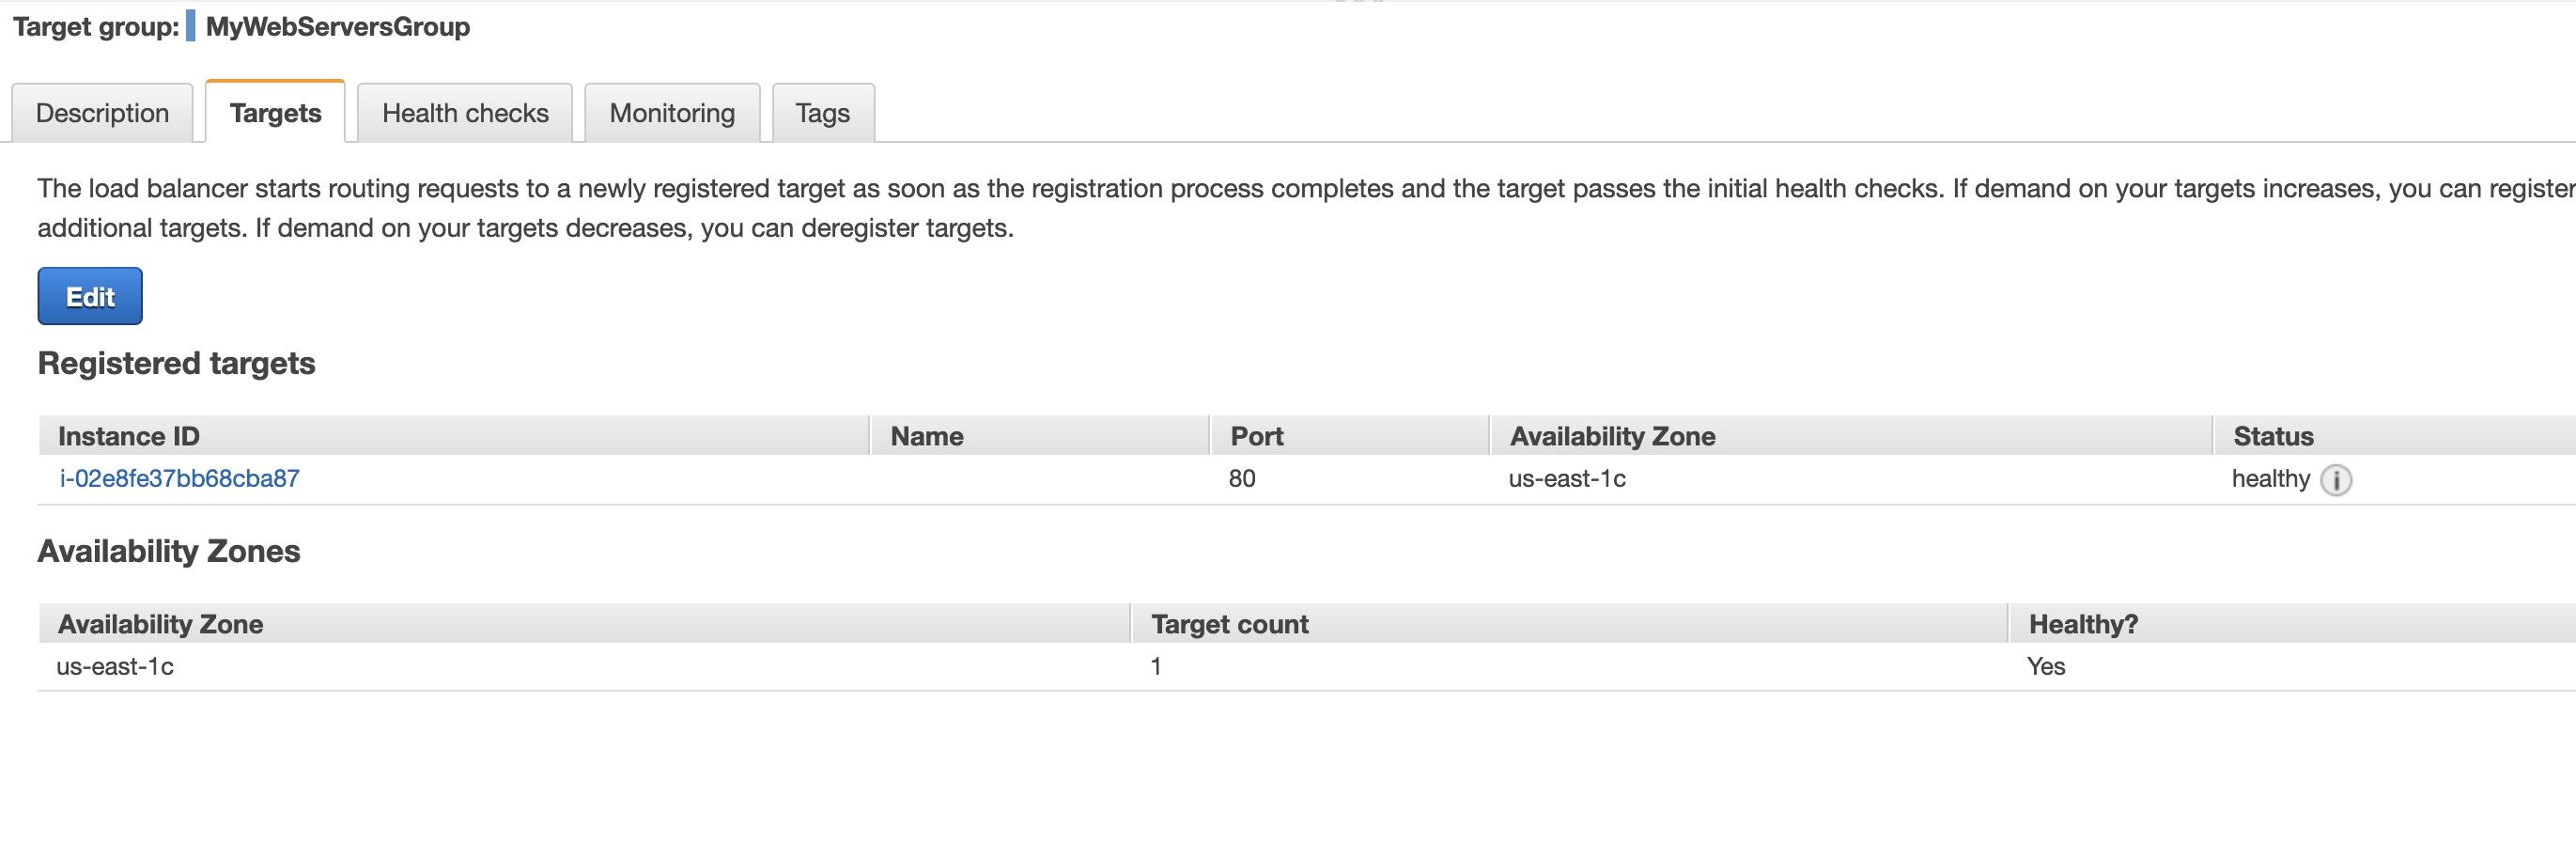 Target group: MyWebServersGroup
Description Targets Health checks Monitoring Tags
The load balancer starts routing requests to a newly registered target as soon as the registration process completes and the target passes the initial health checks. If demand on your targets increases, you can register
additional targets. If demand on your targets decreases, you can deregister targets.
Edit
Registered targets
Instance ID Name Port Availability Zone Status
i-02e8fe37bb68cba87 80 us-east-1c healthy
Availability Zones
Availability Zone Target count Healthy?
us-east-1c 1 Yes